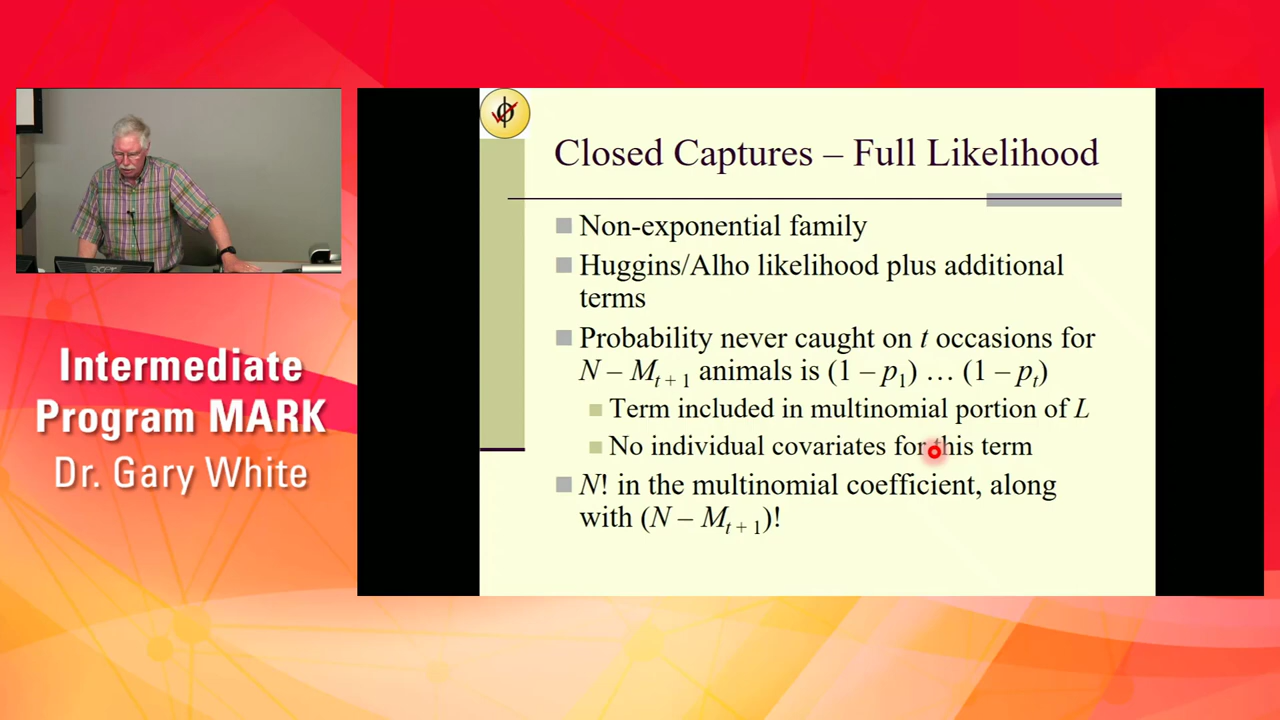 Closed Captures – Full Likelihood
Non-exponential family
Huggins/Alho likelihood plus additional
terms
Probability never caught on t occasions for
N – Mt + 1 animals is (1 – p1) … (1 – pt)
Term included in multinomial portion of L
No individual covariates for this term
N! in the multinomial coefficient, along
with (N – Mt + 1)!
acer
Intermediate
Program MARK
Dr. Gary White